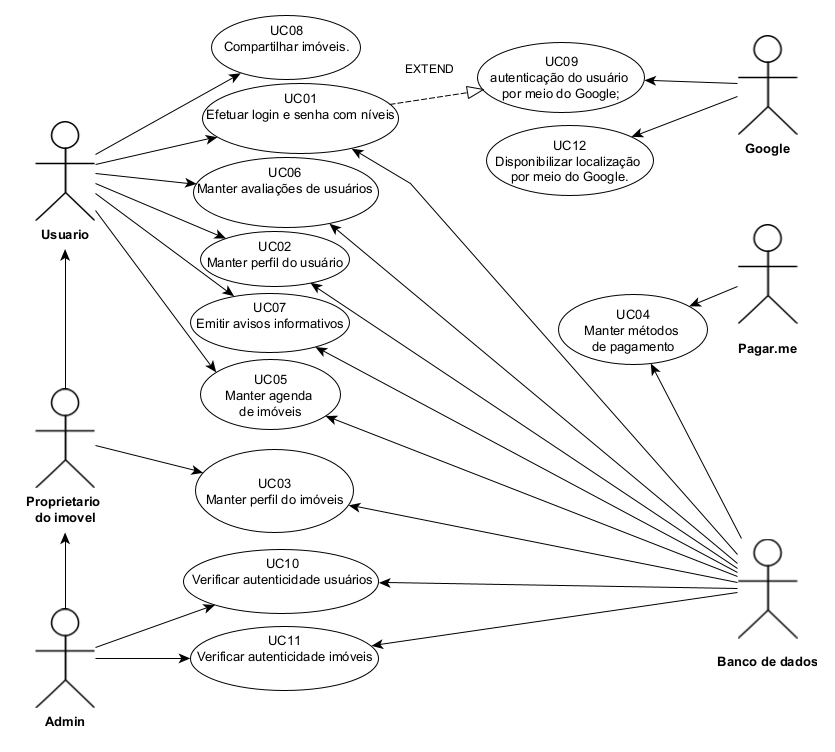 UC08
Compartilhar imóveis.
EXTEND
UC09
autenticação do usuário
por meio do Google;
UC01
Efetuar login e senha com níveis
Google
UC12
Disponibilizar localização
por meio do Google.
UC06
Manter avaliações de usuários
Usuario
UC02
Manter perfil do usuário
UC07
Emitir avisos informativos
UC04
Manter métodos
de pagamento
Pagar.me
UC05
Manter agenda
de imóveis
Proprietario
do imovel
UC03
Manter perfil do imóveis
UC10
Verificar autenticidade usuários
UC11
Verificar autenticidade imóveis
Banco de dados
Admin